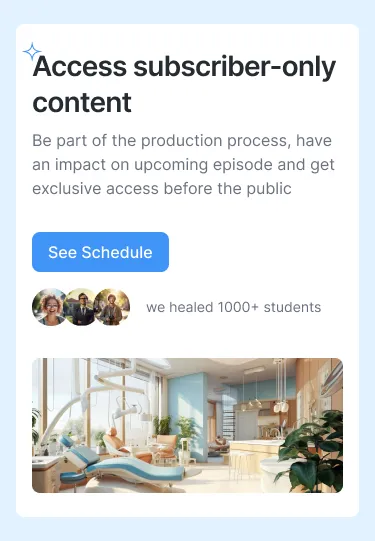 Access subscriber-only
content
Be part of the production process, have
an impact on upcoming episode and get
exclusive access before the public
See Schedule
we healed 1000+ students